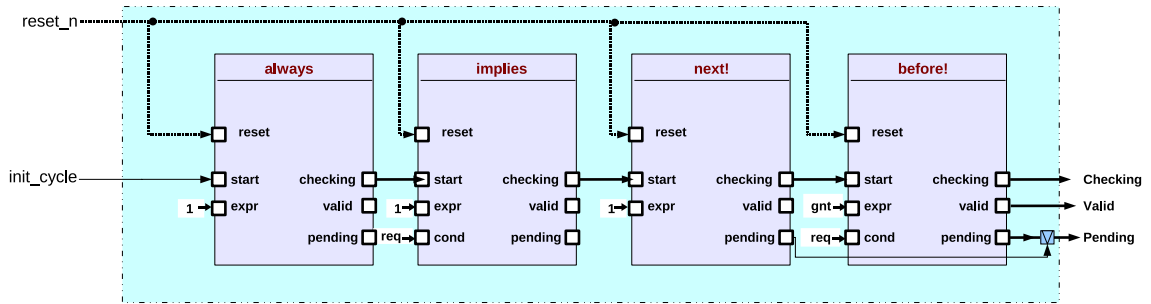 reset_n
always
implies
next!
before!
reset
reset
reset
reset
init_cycle
start
checking
start
checking
start
checking
start
checking
Checking
1
expr
valid
1
expr
valid
1
expr
valid
gnt
expr
valid
Valid
pending
req
cond
pending
pending
req
cond
pending
V
Pending